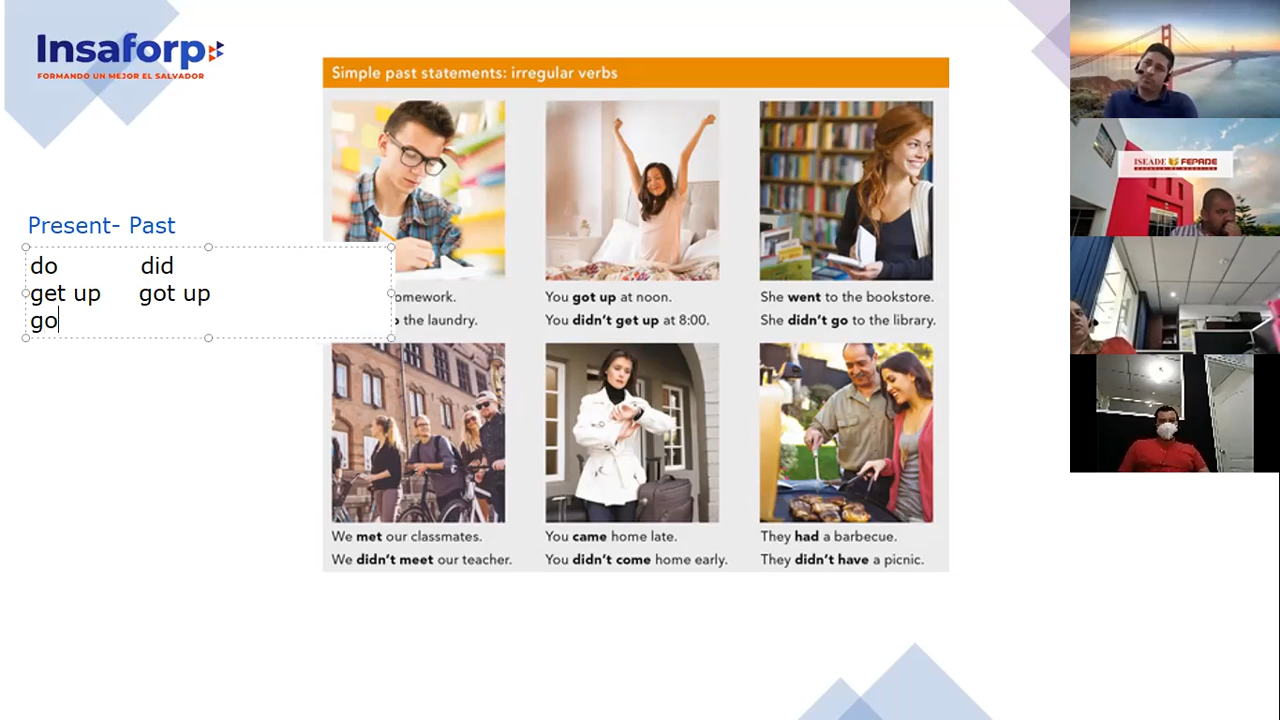 Insaforp
FORMANDO UN MEJOR EL SALVADOR
Simple past statements: irregular verbs
Present- Past
do did
get up got up
go
omework.
the laundry.
You got up at noon.
You didn't get up at 8:00.
She went to the bookstore.
She didn't go to the library.
We met our classmates.
We didn't meet our teacher.
You came home late.
You didn't come home early.
They had a barbecue.
They didn't have a picnic.
ISEADE FEPADE